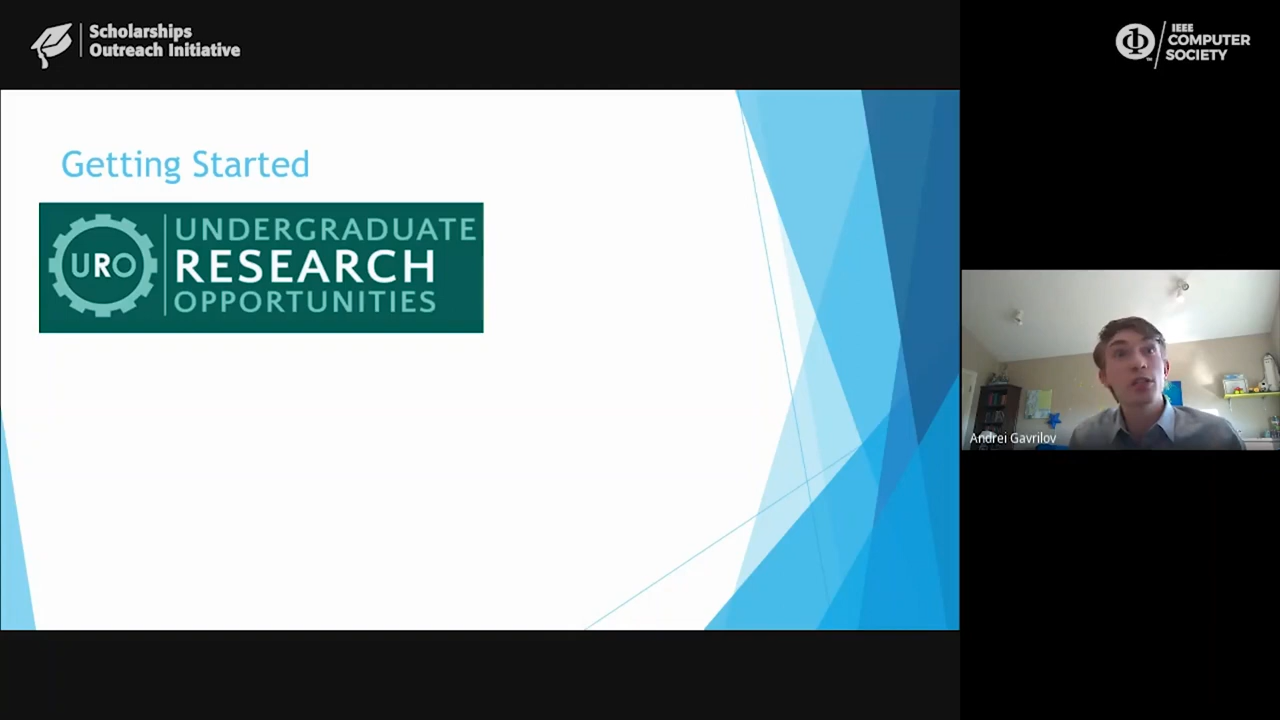 Scholarships
Outreach Initiative
IEEE
COMPUTER
SOCIETY
Getting Started
URO
UNDERGRADUATE
RESEARCH
OPPORTUNITIES
Andrei Gavrilov